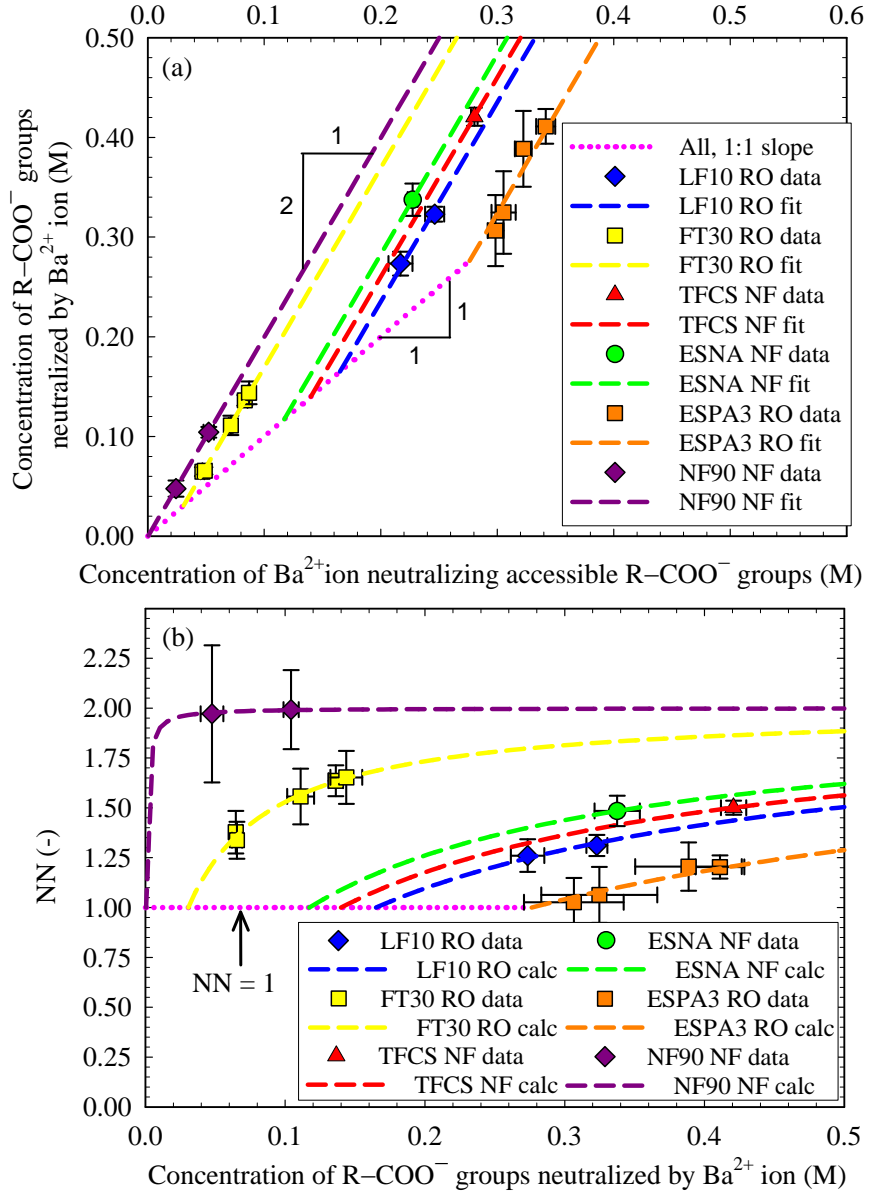 0.0 0.1 0.2 0.3 0.4 0.5 0.6
0.50
0.40
0.30
0.20
0.10
0.00
(a)
1
2
1
1
Concentration of R–COO⁻ groups
neutralized by Ba²⁺ ion (M)
All, 1:1 slope
LF10 RO data
LF10 RO fit
FT30 RO data
FT30 RO fit
TFCS NF data
TFCS NF fit
ESNA NF data
ESNA NF fit
ESPA3 RO data
ESPA3 RO fit
NF90 NF data
NF90 NF fit
Concentration of Ba²⁺ion neutralizing accessible R–COO⁻ groups (M)
(b)
2.25
2.00
1.75
1.50
1.25
1.00
0.75
0.50
0.25
0.00
NN (-)
NN = 1
LF10 RO data
LF10 RO calc
FT30 RO data
FT30 RO calc
TFCS NF data
TFCS NF calc
ESNA NF data
ESNA NF calc
ESPA3 RO data
ESPA3 RO calc
NF90 NF data
NF90 NF calc
0.0 0.1 0.2 0.3 0.4 0.5
Concentration of R–COO⁻ groups neutralized by Ba²⁺ ion (M)